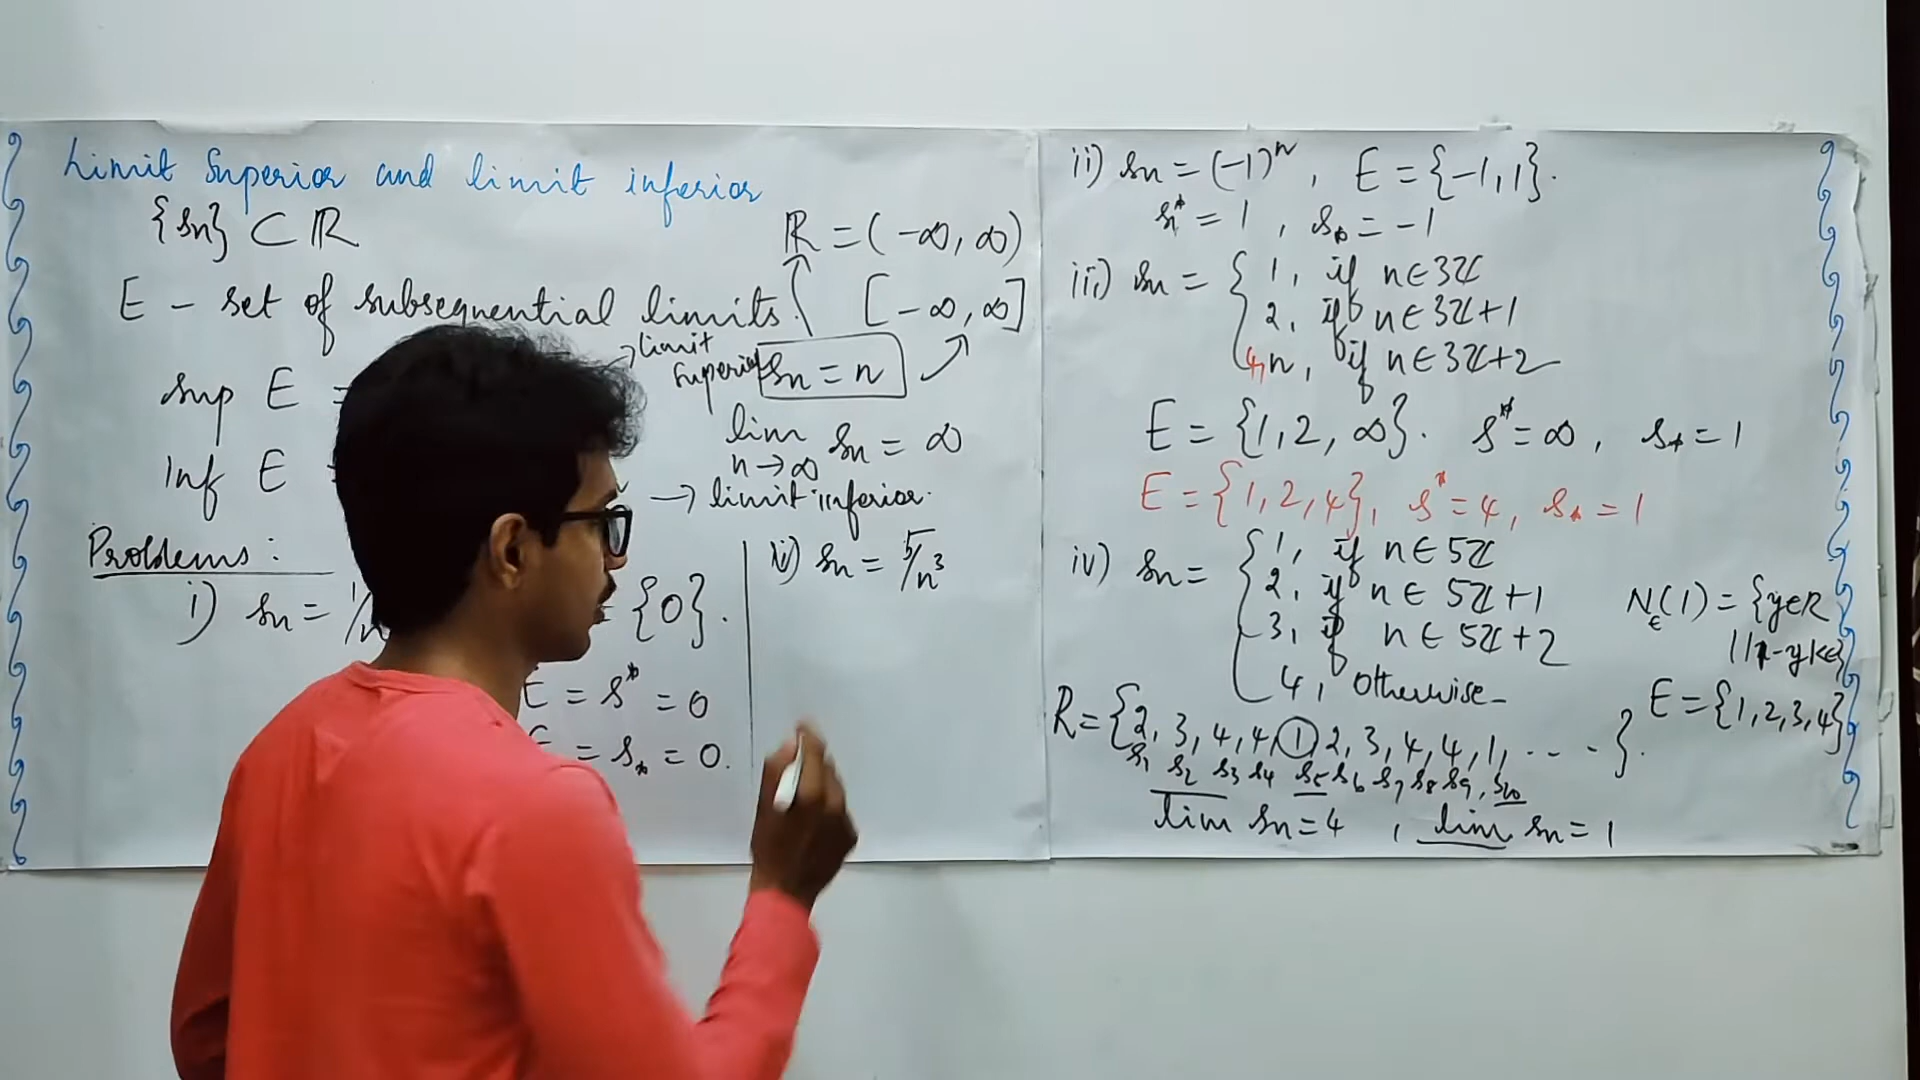 Limit Superior and limit inferior
{sn} ⊂ ℝ
ℝ = (-∞, ∞)
E - set of subsequential limits.
[-∞, ∞]
sup E =
→ limit Superior
sn = n
lim n→∞ sn = ∞
inf E
→ limit inferior.
Problems:
i) sn = 1/n
= {0}.
E = s* = 0
= s* = 0.
sn = 5/n³
ii) sn = (-1)ⁿ, E = {-1, 1}.
s* = 1, s* = -1
iii) sn = { 1, if n ∈ 3ℤ
2, if n ∈ 3ℤ+1
4, n, if n ∈ 3ℤ+2
E = {1, 2, ∞}. s* = ∞, s* = 1
E = {1, 2, 4}, s* = 4, s* = 1
iv) sn = { 1, if n ∈ 5ℤ
2, if n ∈ 5ℤ+1
3, if n ∈ 5ℤ+2
4, Otherwise
Nϵ(1) = {y∈R
E = {1, 2, 3, 4}
R = {2, 3, 4, 4, 1, 2, 3, 4, 4, 1, ....}.
s1 s2 s3 s4 s5 s6 s7 s8 s9, s10
lim sn = 4, lim sn = 1